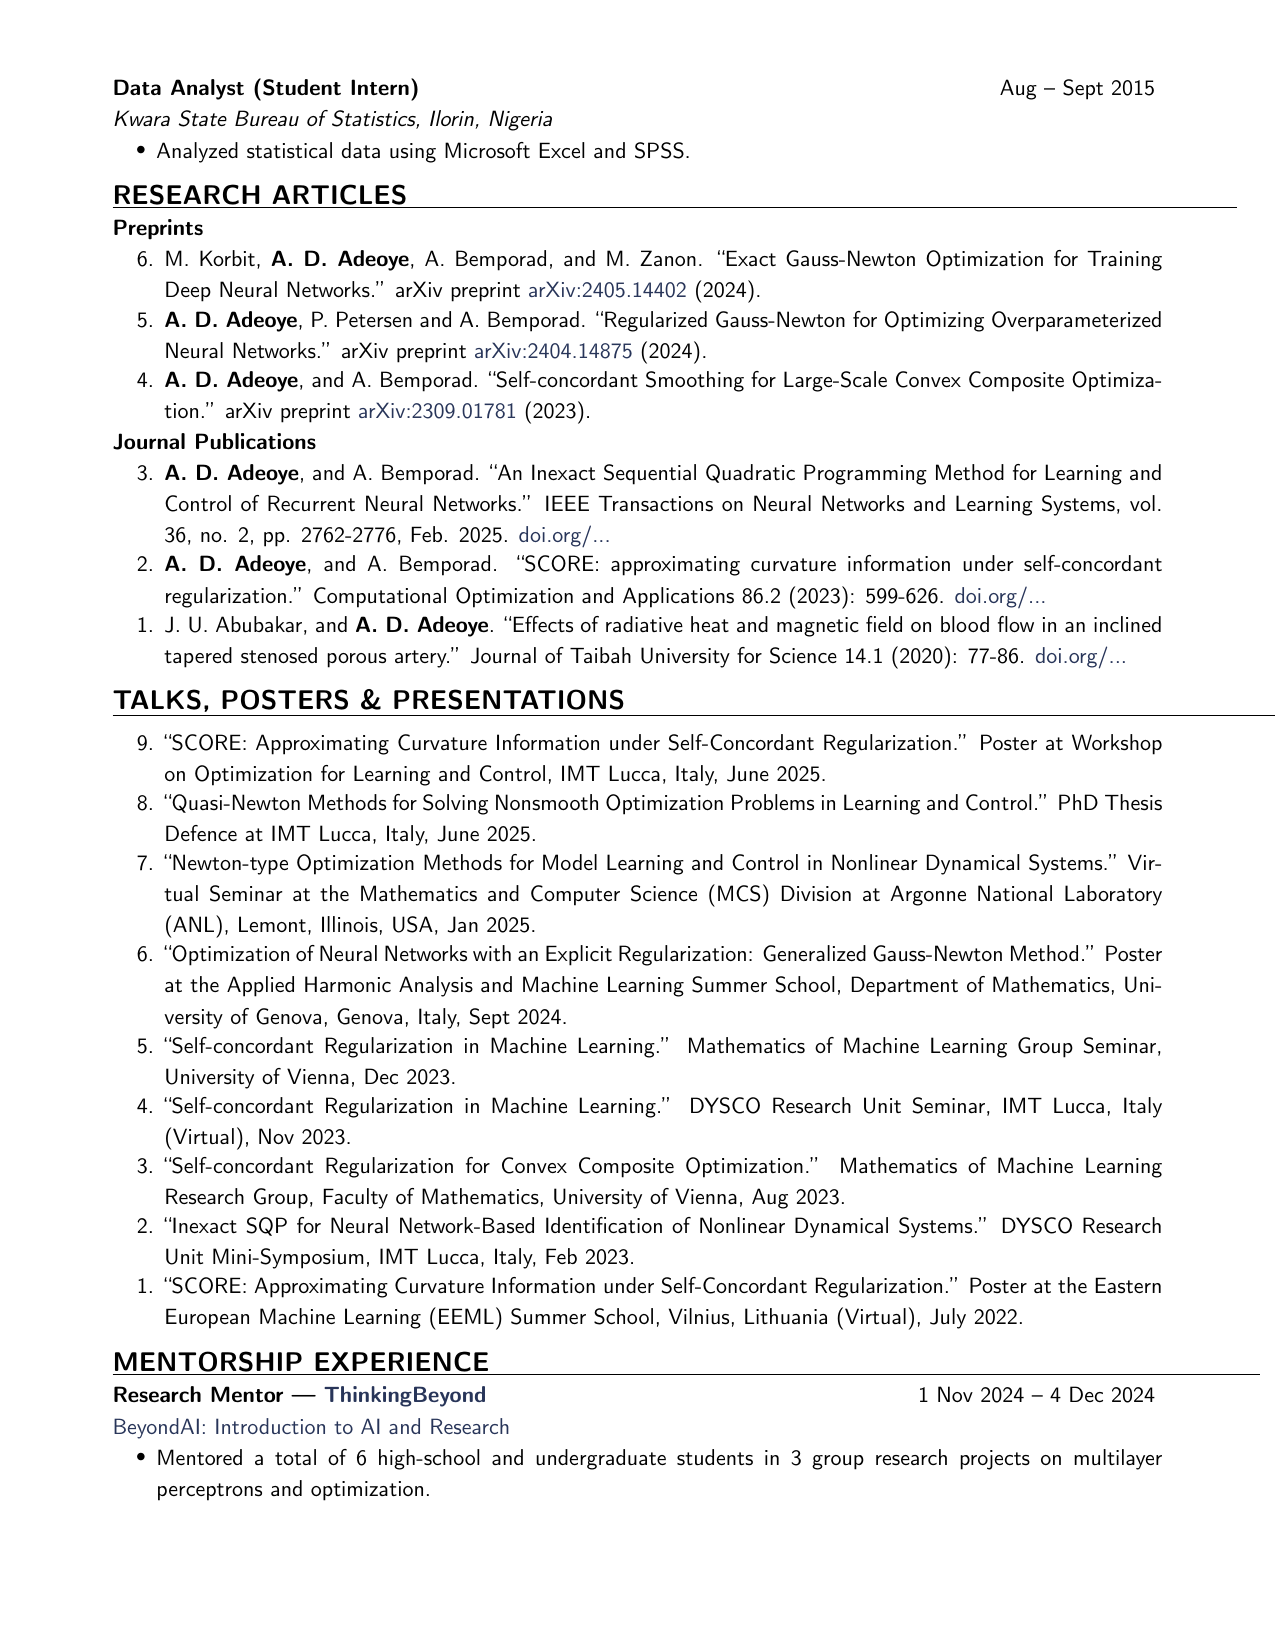 Data Analyst (Student Intern) Aug – Sept 2015
Kwara State Bureau of Statistics, Ilorin, Nigeria
• Analyzed statistical data using Microsoft Excel and SPSS.
RESEARCH ARTICLES
Preprints
6. M. Korbit, A. D. Adeoye, A. Bemporad, and M. Zanon. “Exact Gauss-Newton Optimization for Training
Deep Neural Networks.” arXiv preprint arXiv:2405.14402 (2024).
5. A. D. Adeoye, P. Petersen and A. Bemporad. “Regularized Gauss-Newton for Optimizing Overparameterized
Neural Networks.” arXiv preprint arXiv:2404.14875 (2024).
4. A. D. Adeoye, and A. Bemporad. “Self-concordant Smoothing for Large-Scale Convex Composite Optimiza-
tion.” arXiv preprint arXiv:2309.01781 (2023).
Journal Publications
3. A. D. Adeoye, and A. Bemporad. “An Inexact Sequential Quadratic Programming Method for Learning and
Control of Recurrent Neural Networks.” IEEE Transactions on Neural Networks and Learning Systems, vol.
36, no. 2, pp. 2762-2776, Feb. 2025. doi.org/...
2. A. D. Adeoye, and A. Bemporad. “SCORE: approximating curvature information under self-concordant
regularization.” Computational Optimization and Applications 86.2 (2023): 599-626. doi.org/...
1. J. U. Abubakar, and A. D. Adeoye. “Effects of radiative heat and magnetic field on blood flow in an inclined
tapered stenosed porous artery.” Journal of Taibah University for Science 14.1 (2020): 77-86. doi.org/...
TALKS, POSTERS & PRESENTATIONS
9. “SCORE: Approximating Curvature Information under Self-Concordant Regularization.” Poster at Workshop
on Optimization for Learning and Control, IMT Lucca, Italy, June 2025.
8. “Quasi-Newton Methods for Solving Nonsmooth Optimization Problems in Learning and Control.” PhD Thesis
Defence at IMT Lucca, Italy, June 2025.
7. “Newton-type Optimization Methods for Model Learning and Control in Nonlinear Dynamical Systems.” Vir-
tual Seminar at the Mathematics and Computer Science (MCS) Division at Argonne National Laboratory
(ANL), Lemont, Illinois, USA, Jan 2025.
6. “Optimization of Neural Networks with an Explicit Regularization: Generalized Gauss-Newton Method.” Poster
at the Applied Harmonic Analysis and Machine Learning Summer School, Department of Mathematics, Uni-
versity of Genova, Genova, Italy, Sept 2024.
5. “Self-concordant Regularization in Machine Learning.” Mathematics of Machine Learning Group Seminar,
University of Vienna, Dec 2023.
4. “Self-concordant Regularization in Machine Learning.” DYSCO Research Unit Seminar, IMT Lucca, Italy
(Virtual), Nov 2023.
3. “Self-concordant Regularization for Convex Composite Optimization.” Mathematics of Machine Learning
Research Group, Faculty of Mathematics, University of Vienna, Aug 2023.
2. “Inexact SQP for Neural Network-Based Identification of Nonlinear Dynamical Systems.” DYSCO Research
Unit Mini-Symposium, IMT Lucca, Italy, Feb 2023.
1. “SCORE: Approximating Curvature Information under Self-Concordant Regularization.” Poster at the Eastern
European Machine Learning (EEML) Summer School, Vilnius, Lithuania (Virtual), July 2022.
MENTORSHIP EXPERIENCE
Research Mentor — ThinkingBeyond 1 Nov 2024 – 4 Dec 2024
BeyondAI: Introduction to AI and Research
• Mentored a total of 6 high-school and undergraduate students in 3 group research projects on multilayer
perceptrons and optimization.